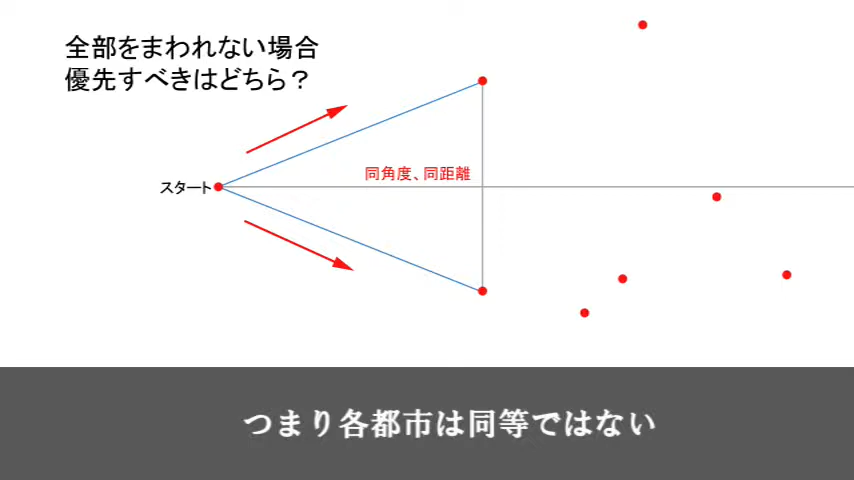 全部をまわれない場合
優先すべきはどちら？
同角度、同距離
スタート
つまり各都市は同等ではない